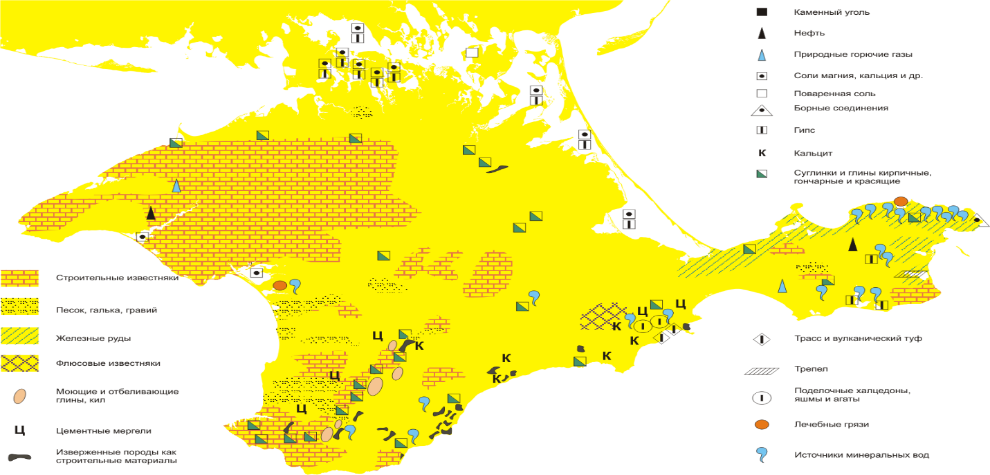 Каменный уголь
Нефть
Природные горючие газы
Соли магния, кальция и др.
Поваренная соль
Борные соединения
Гипс
К Кальцит
Суглинки и глины кирпичные,
гончарные и красящие
Строительные известняки
Песок, галька, гравий
Железные руды
Флюсовые известняки
Моющие и отбеливающие
глины, кил
Ц Цементные мергели
Изверженные породы как
строительные материалы
Ц
К
Ц
Ц
К
К
К
К
Ц
Ц
К
Трасс и вулканический туф
Трепел
Поделочные халцедоны,
яшмы и агаты
Лечебные грязи
Источники минеральных вод